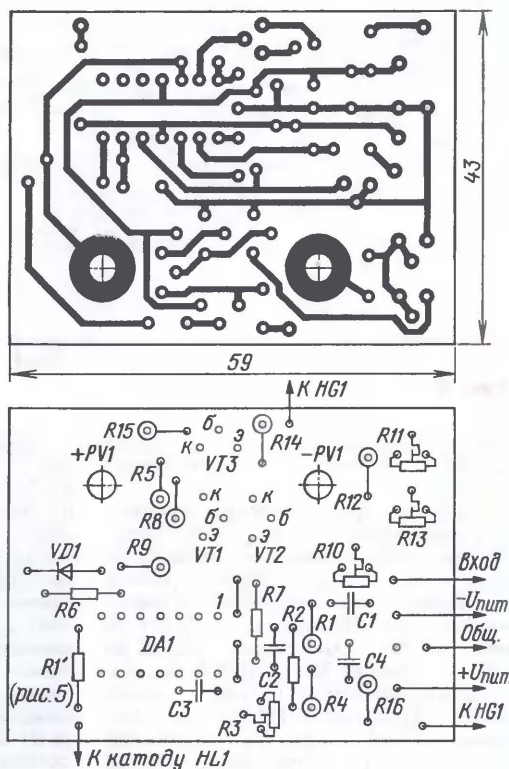 43
59
К HG1
R15
б
к
э
VT3
R14
+PV1
-PV1
R11
R5
R8
к
к
б
б
э
э
VT1
VT2
R12
R13
VD1
R9
R10
Вход
R6
1
R7
R2
R1
C1
-Uпит
DA1
Общ.
R1'
(рис.5)
C2
C4
C3
R3
R4
R16
+Uпит
К HG1
К катоду HL1